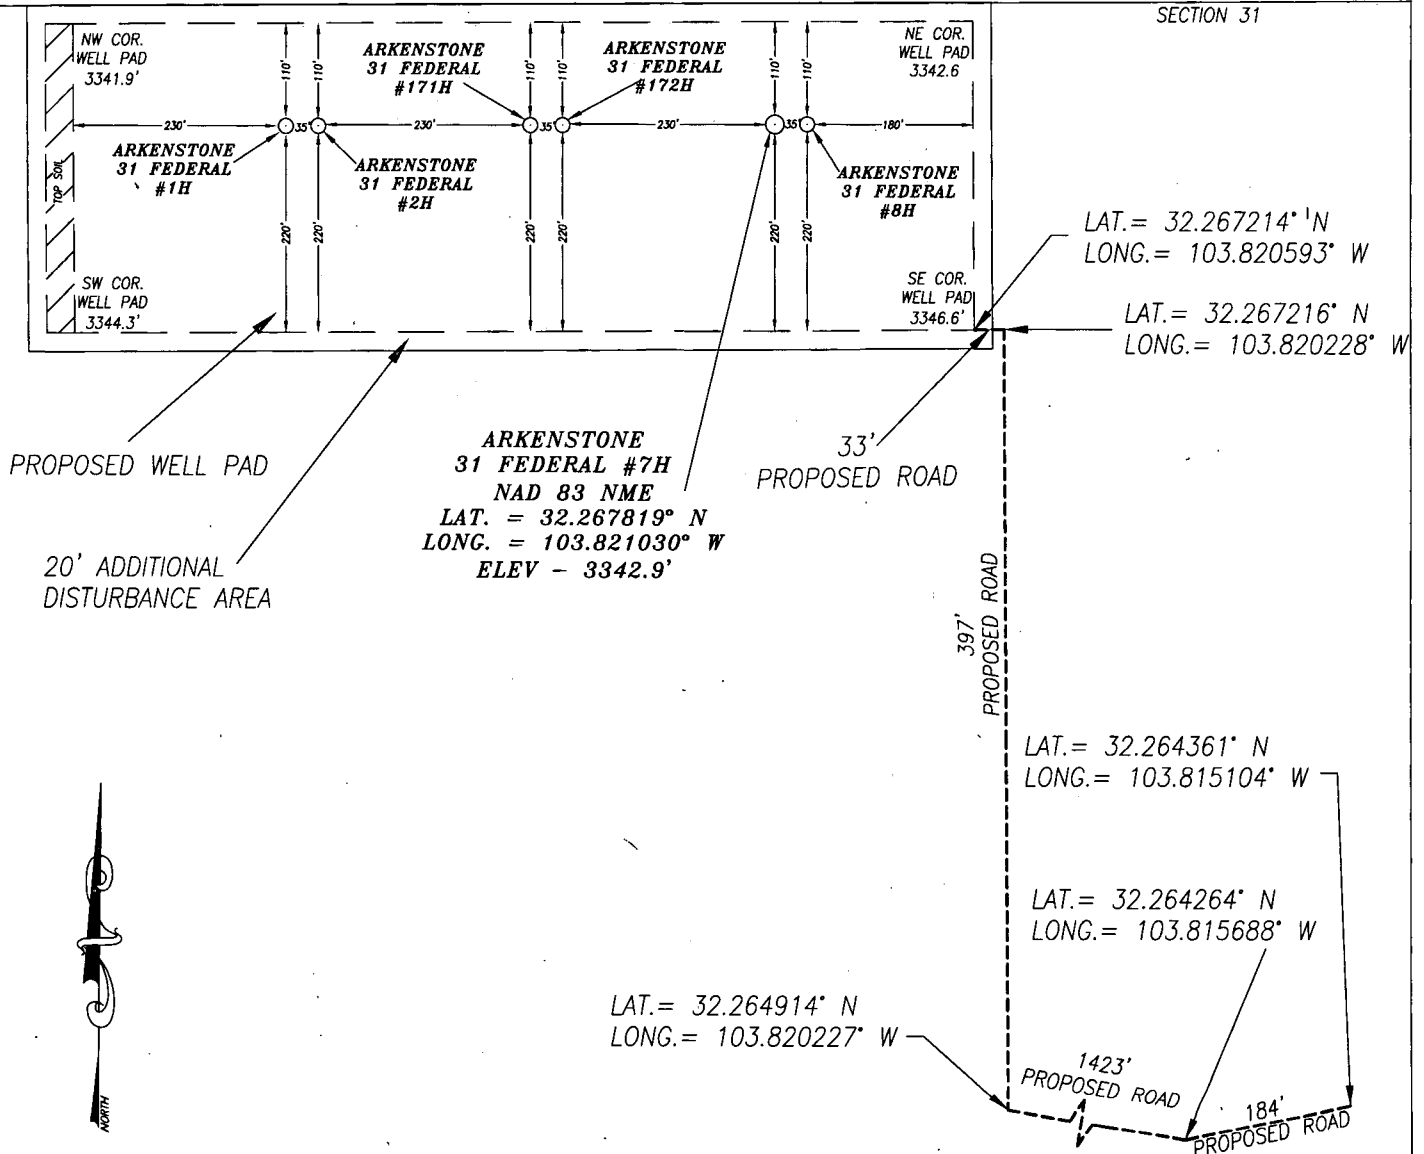 SECTION 31
NW COR.
WELL PAD
3341.9'
110'
110'
ARKENSTONE
31 FEDERAL
#171H
110'
110'
ARKENSTONE
31 FEDERAL
#172H
110'
110'
NE COR.
WELL PAD
3342.6
230'
35'
230'
35'
230'
35'
180'
ARKENSTONE
31 FEDERAL
#1H
ARKENSTONE
31 FEDERAL
#2H
ARKENSTONE
31 FEDERAL
#8H
TOP SOIL
220'
220'
220'
220'
220'
220'
SW COR.
WELL PAD
3344.3'
SE COR.
WELL PAD
3346.6'
LAT.= 32.267214° 'N
LONG.= 103.820593° W
LAT.= 32.267216° N
LONG.= 103.820228° W
PROPOSED WELL PAD
20' ADDITIONAL
DISTURBANCE AREA
ARKENSTONE
31 FEDERAL #7H
NAD 83 NME
LAT. = 32.267819° N
LONG. = 103.821030° W
ELEV - 3342.9'
33'
PROPOSED ROAD
397'
PROPOSED ROAD
LAT.= 32.264361° N
LONG.= 103.815104° W
LAT.= 32.264264° N
LONG.= 103.815688° W
LAT.= 32.264914° N
LONG.= 103.820227° W
1423'
PROPOSED ROAD
184'
PROPOSED ROAD
NORTH